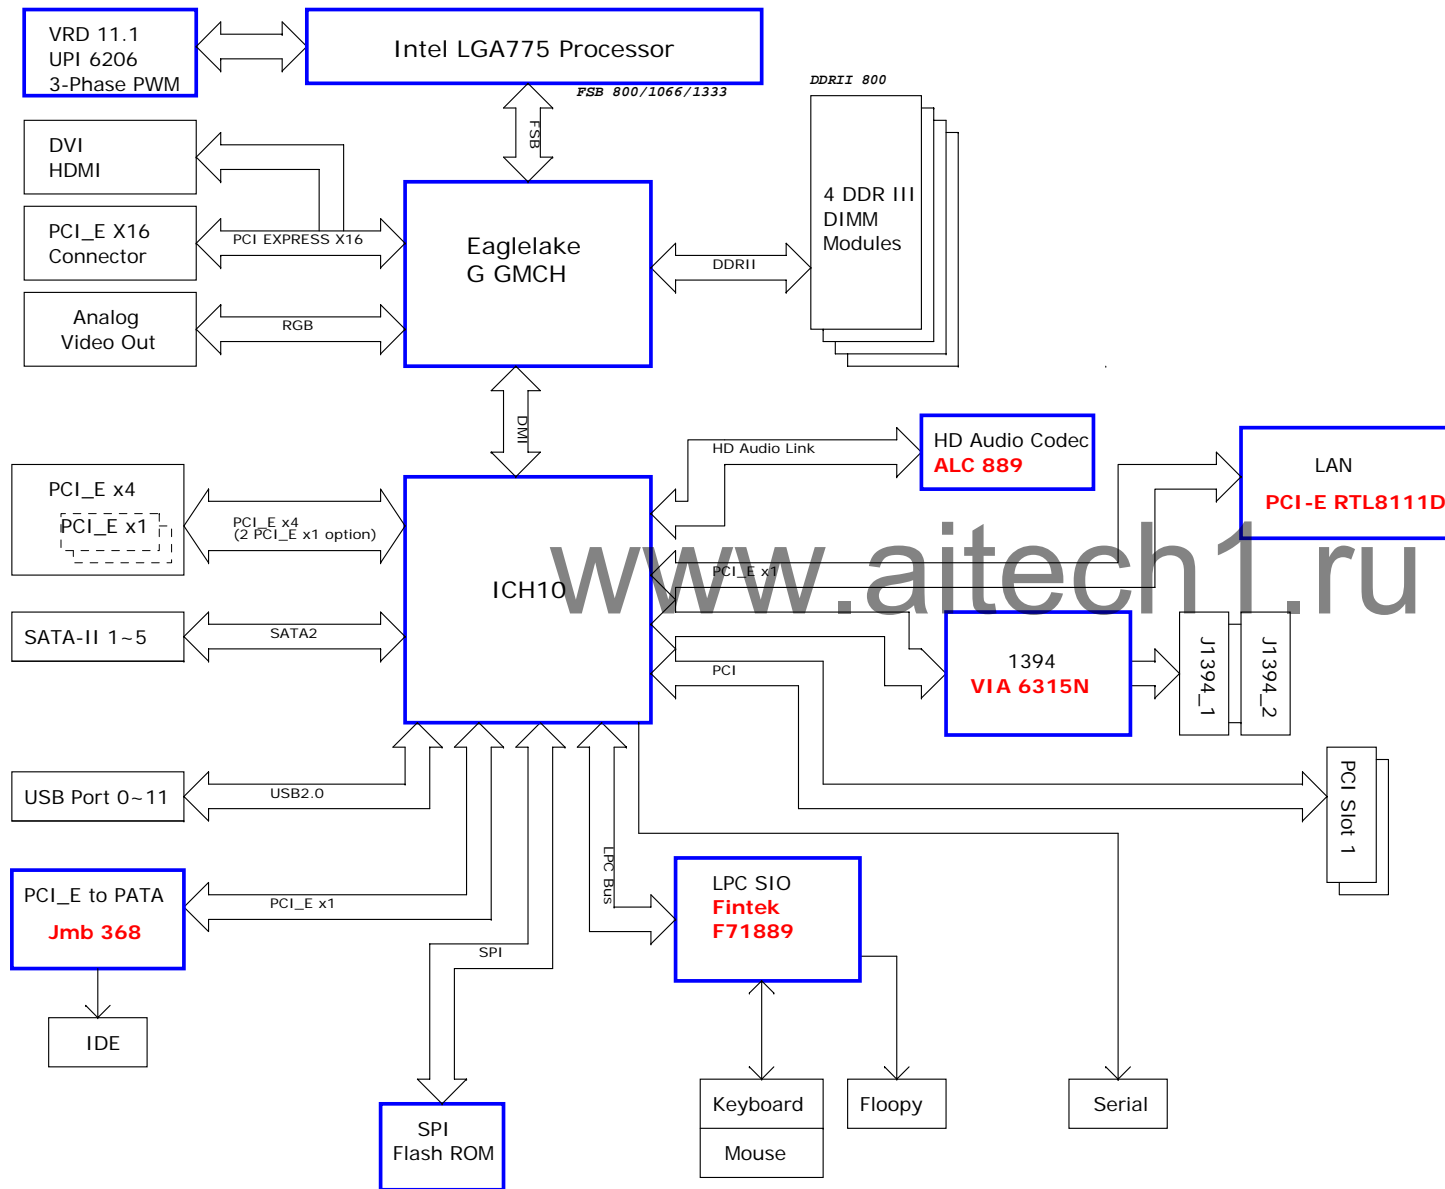 VRD 11.1
UPI 6206
3-Phase PWM
Intel LGA775 Processor
FSB 800/1066/1333
FSB
DDRII 800
DVI
HDMI
PCI_E X16
Connector
PCI EXPRESS X16
Analog
Video Out
RGB
Eaglelake
G GMCH
DDRII
4 DDR III
DIMM
Modules
DMI
HD Audio Link
HD Audio Codec
ALC 889
LAN
PCI-E RTL8111D
PCI_E x4
PCI_E x1
PCI_E x4
(2 PCI_E x1 option)
ICH10
PCI_E x1
www.aitech1.ru
SATA-II 1~5
SATA2
1394
VIA 6315N
J1394_1
J1394_2
PCI
PCI Slot 1
USB Port 0~11
USB2.0
PCI_E to PATA
Jmb 368
PCI_E x1
LPC Bus
LPC SIO
Fintek
F71889
SPI
IDE
SPI
Flash ROM
Keyboard
Mouse
Floopy
Serial